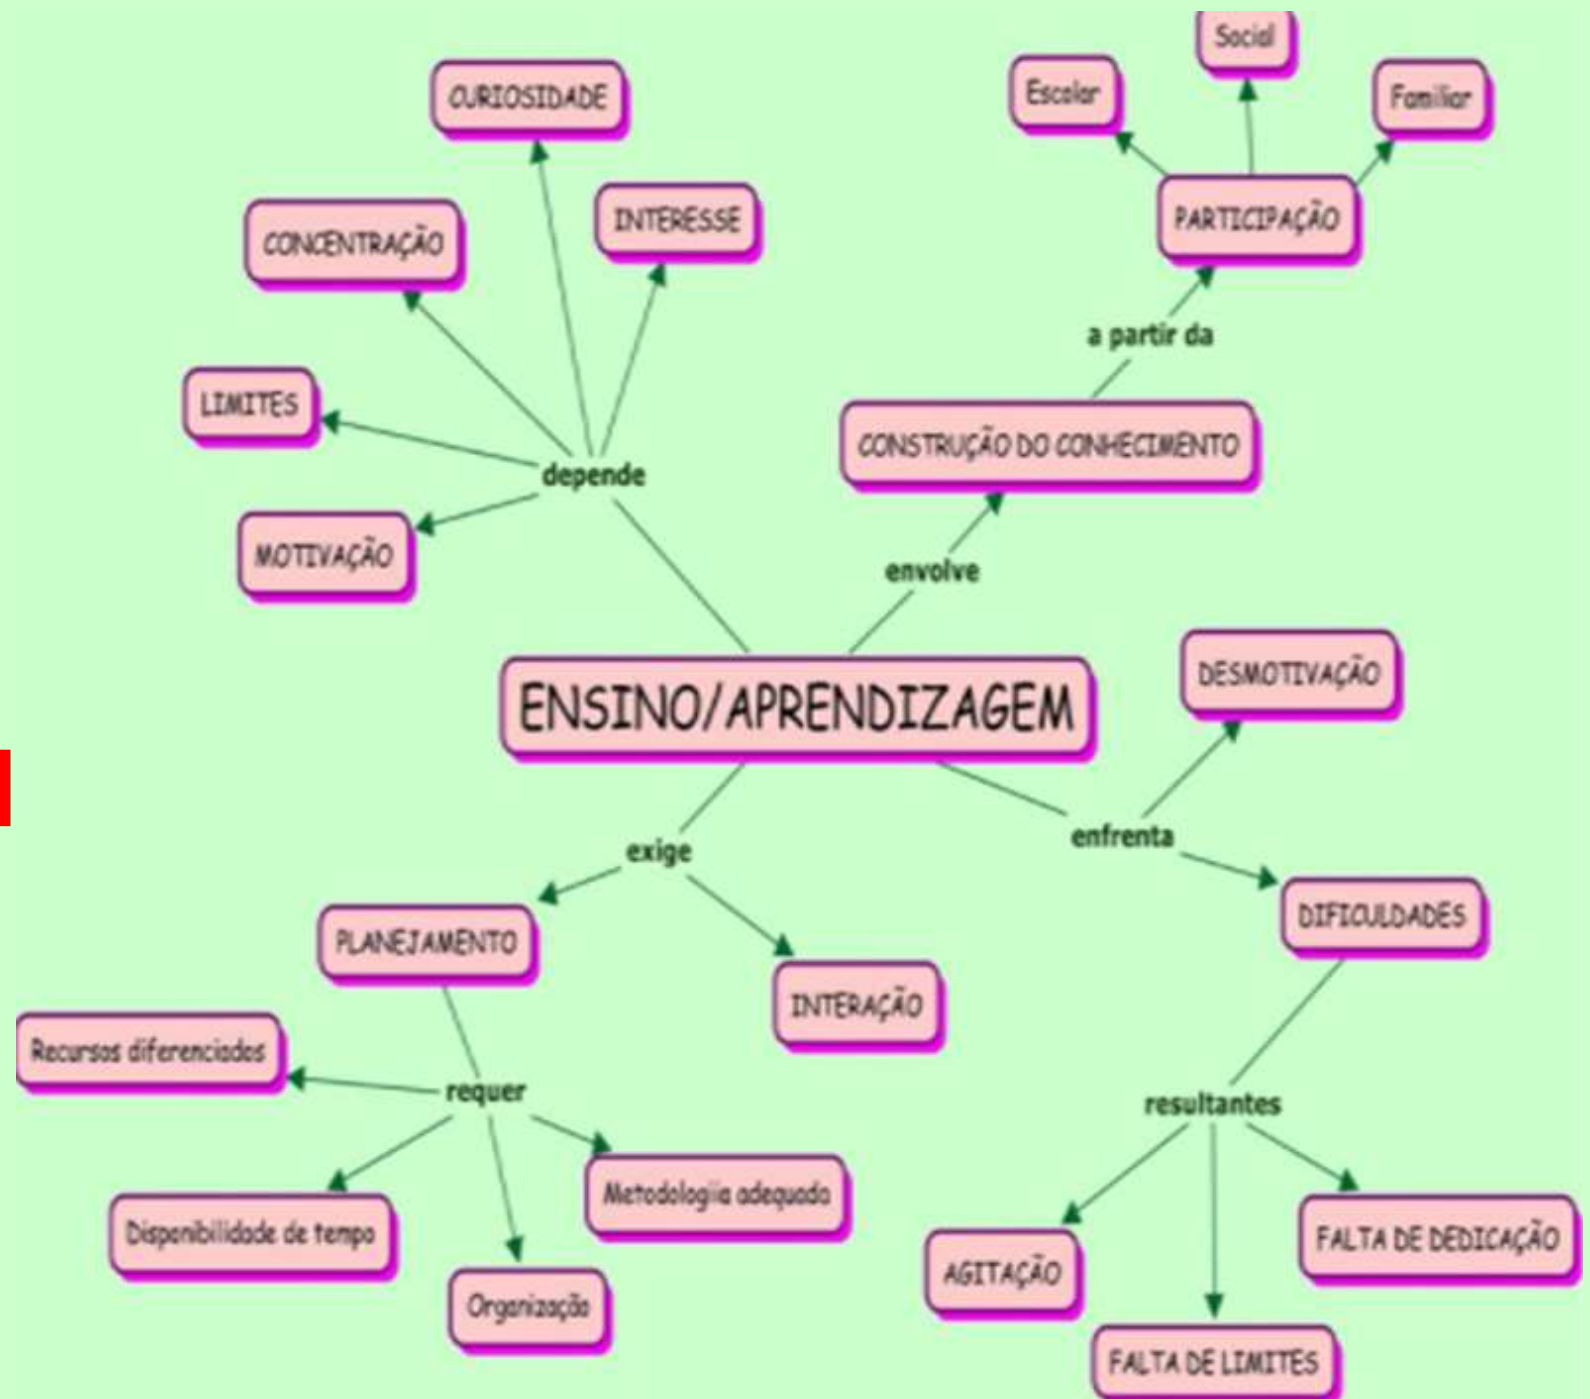 Social
Escolar
Familiar
CURIOSIDADE
INTERESSE
PARTICIPAÇÃO
CONCENTRAÇÃO
a partir da
LIMITES
CONSTRUÇÃO DO CONHECIMENTO
depende
MOTIVAÇÃO
envolve
DESMOTIVAÇÃO
ENSINO/APRENDIZAGEM
enfrenta
exige
DIFICULDADES
PLANEJAMENTO
INTERAÇÃO
Recursos diferenciados
requer
resultantes
Metodologiia adequada
Disponibilidade de tempo
FALTA DE DEDICAÇÃO
AGITAÇÃO
Organização
FALTA DE LIMITES